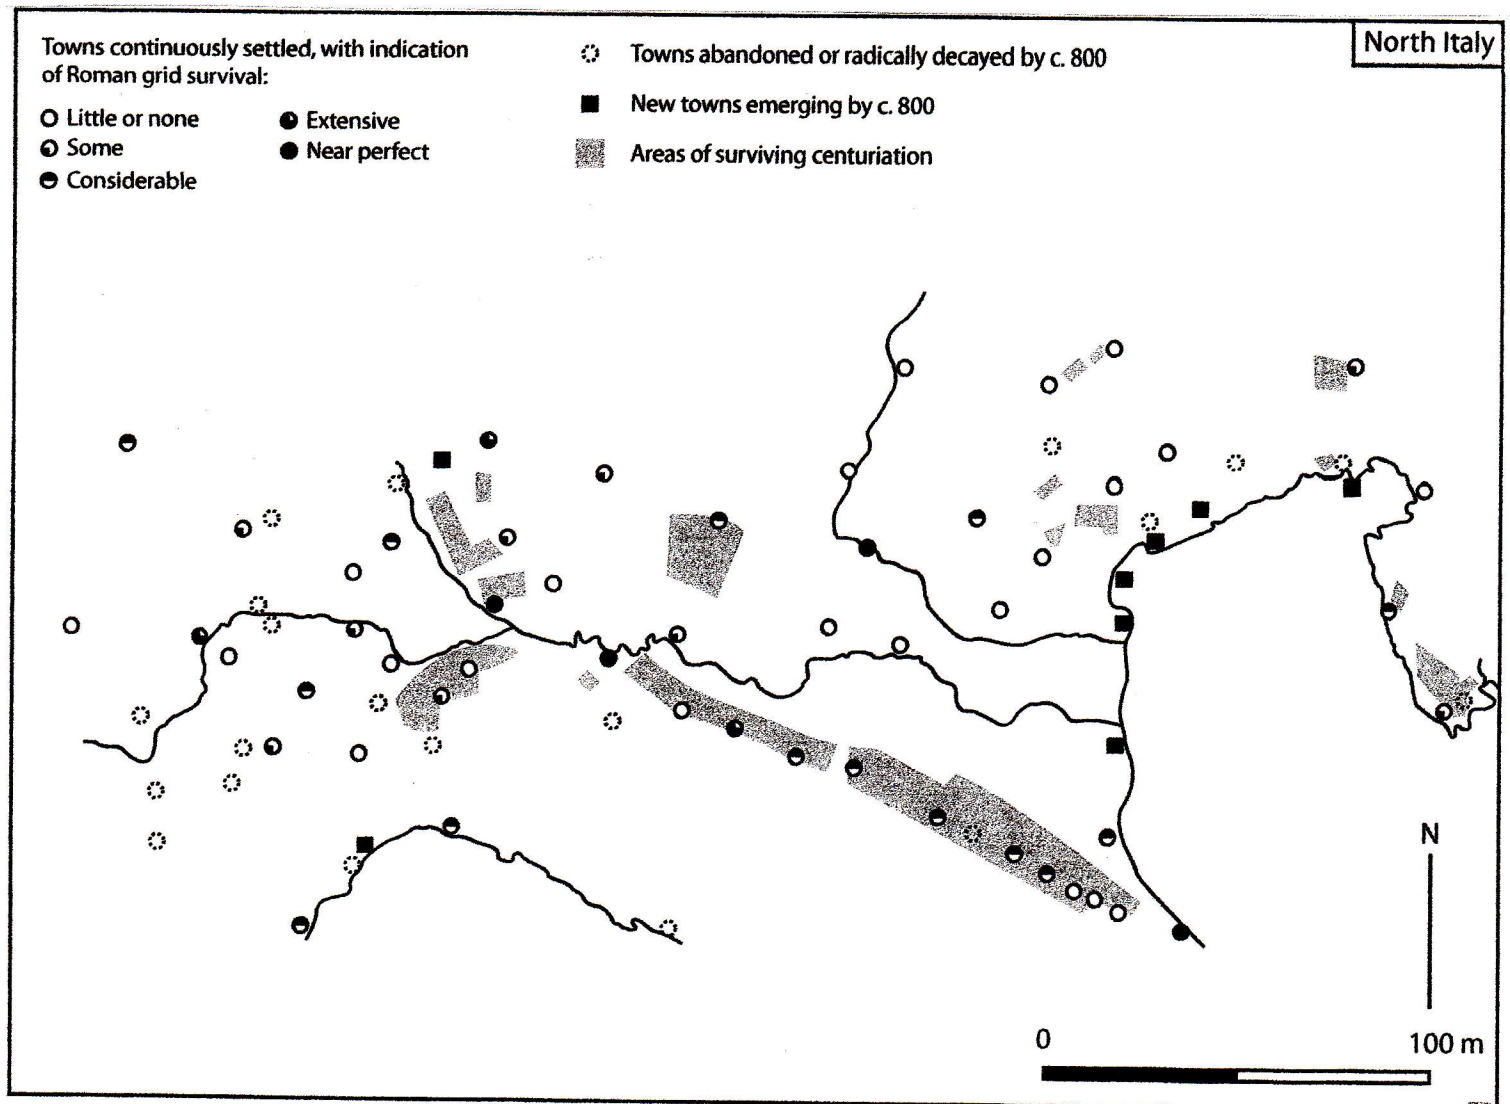 North Italy
Towns continuously settled, with indication
of Roman grid survival:
Little or none
Some
Considerable
Extensive
Near perfect
Towns abandoned or radically decayed by c. 800
New towns emerging by c. 800
Areas of surviving centuriation
N
0
100 m